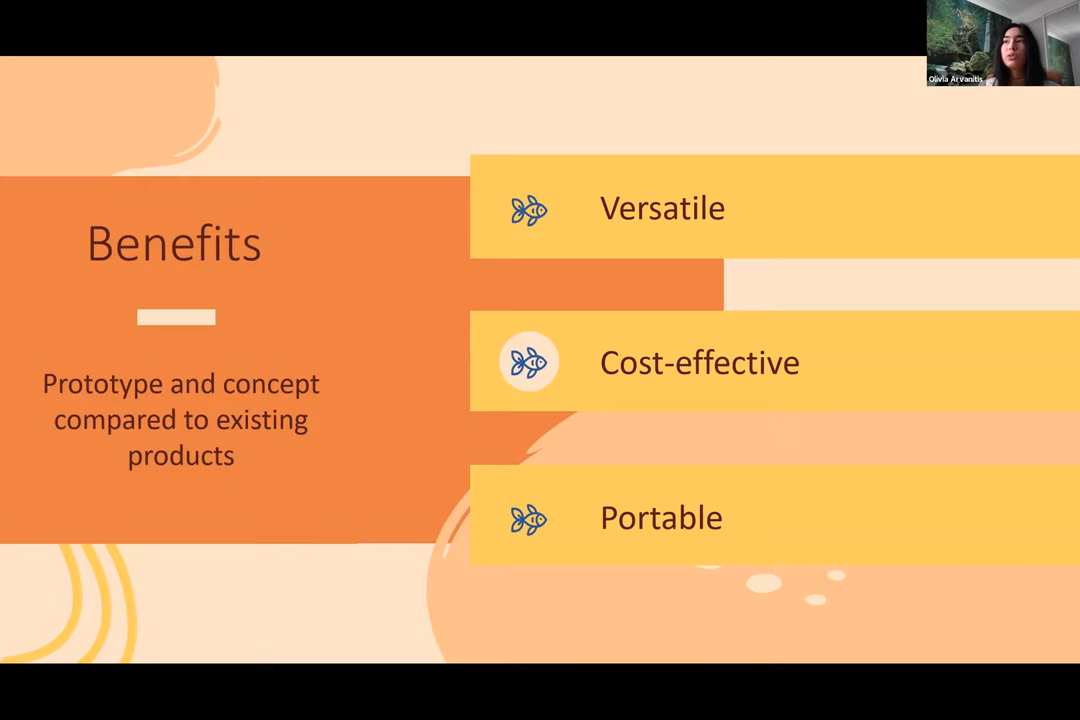 Olivia Arvanitis
Benefits
Prototype and concept
compared to existing
products
Versatile
Cost-effective
Portable